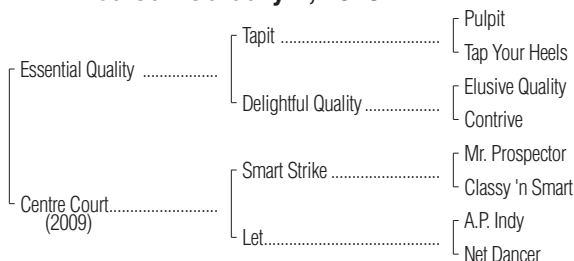 Pulpit
Tapit ........................................
Tap Your Heels
Essential Quality ..................
Elusive Quality
Delightful Quality ..................
Contrive
Mr. Prospector
Smart Strike ..........................
Classy 'n Smart
Centre Court..........................
(2009)
A.P. Indy
Let...........................................
Net Dancer